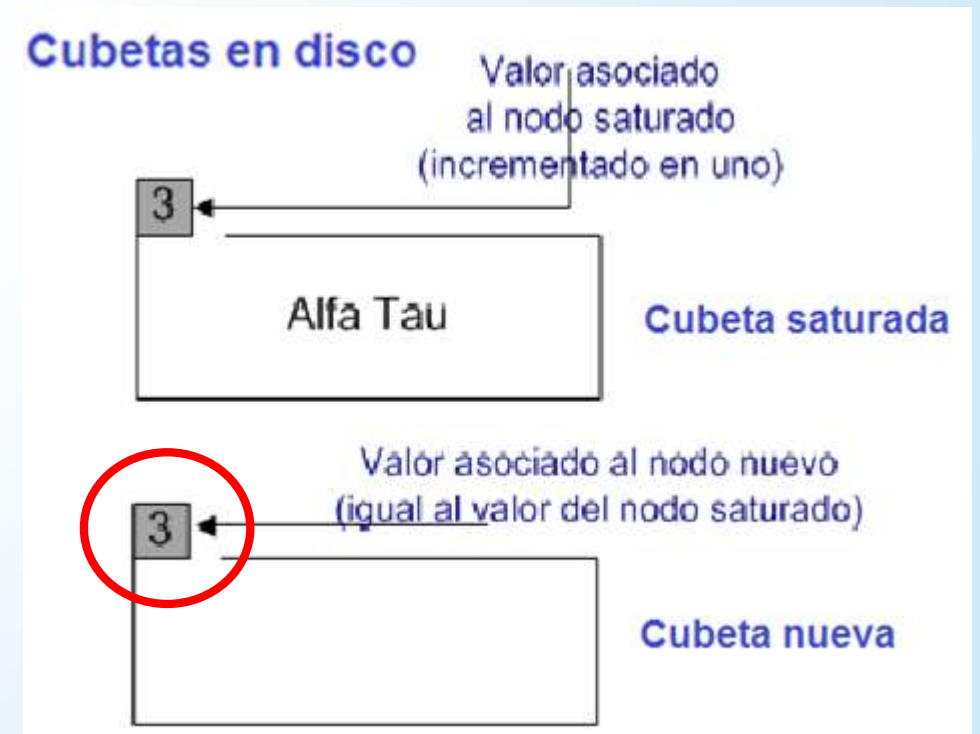 Cubetas en disco
Valor asociado
al nodo saturado
(incrementado en uno)
3
Alfa Tau
Cubeta saturada
Valor asociado al nodo nuevo
(igual al valor del nodo saturado)
3
Cubeta nueva